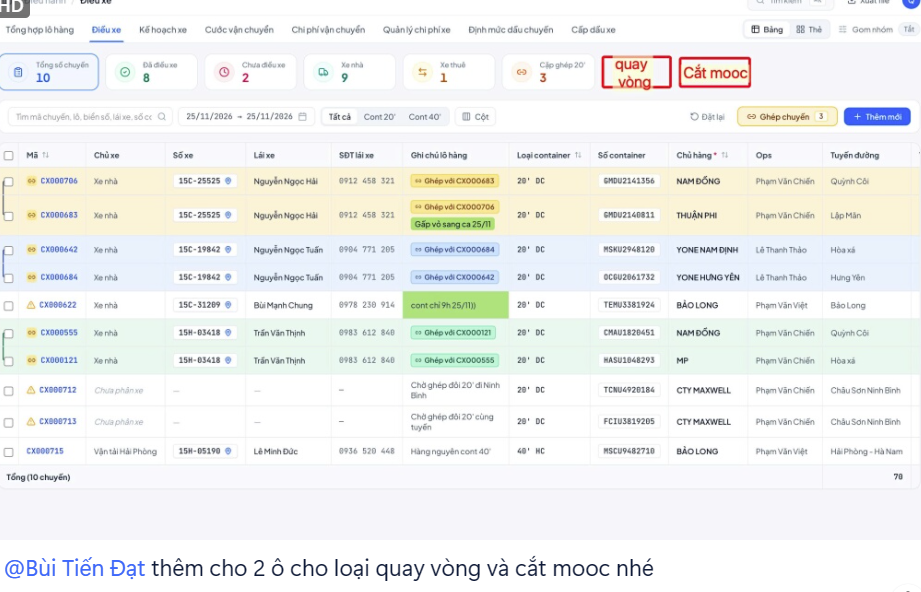 HD
Điều xe
Xuất file
Tổng hợp lô hàng Điều xe Kế hoạch xe Cước vận chuyển Chi phí vận chuyển Quản lý chi phí xe Định mức dầu chuyến Cấp dầu xe Bảng Thẻ Gom nhóm Tắt
Tổng số chuyến 10
Đã điều xe 8
Chưa điều xe 2
Xe nhà 9
Xe thuê 1
Cặp ghép 20' 3
quay vòng
Cắt mooc
Tìm mã chuyến, lô, biển số, lái xe, số cc 25/11/2026 → 25/11/2026 Tất cả Cont 20' Cont 40' Cột Đặt lại Ghép chuyến 3 + Thêm mới
Mã Chủ xe Số xe Lái xe SĐT lái xe Ghi chú lô hàng Loại container Số container Chủ hàng * Ops Tuyến đường
CX000706 Xe nhà 15C-25525 Nguyễn Ngọc Hải 0912 458 321 Ghép với CX000683 20' DC GMDU2141356 NAM ĐỒNG Phạm Văn Chiến Quỳnh Côi
CX000683 Xe nhà 15C-25525 Nguyễn Ngọc Hải 0912 458 321 Ghép với CX000706 20' DC GMDU2140811 THUẬN PHI Phạm Văn Chiến Lập Mãn
Gấp vỏ sang ca 25/11
CX000642 Xe nhà 15C-19842 Nguyễn Ngọc Tuấn 0904 771 205 Ghép với CX000684 20' DC MSKU2948120 YONE NAM ĐỊNH Lê Thanh Thảo Hòa xá
CX000684 Xe nhà 15C-19842 Nguyễn Ngọc Tuấn 0904 771 205 Ghép với CX000642 20' DC OCGU2061732 YONE HƯNG YÊN Lê Thanh Thảo Hưng Yên
CX000622 Xe nhà 15C-31209 Bùi Mạnh Chung 0978 230 914 cont chỉ 9h 25/11)) 20' DC TEMU3381924 BẢO LONG Phạm Văn Việt Bảo Long
CX000555 Xe nhà 15H-03418 Trần Văn Thịnh 0983 612 840 Ghép với CX000121 20' DC CMAU1820451 NAM ĐỒNG Phạm Văn Chiến Quỳnh Côi
CX000121 Xe nhà 15H-03418 Trần Văn Thịnh 0983 612 840 Ghép với CX000555 20' DC HASU1048293 MP Phạm Văn Chiến Hòa xá
CX000712 Chưa phân xe — — — Chờ ghép đôi 20' đi Ninh Bình 20' DC TCNU4920184 CTY MAXWELL Phạm Văn Chiến Châu Sơn Ninh Bình
CX000713 Chưa phân xe — — — Chờ ghép đôi 20' cùng tuyến 20' DC FCIU3819205 CTY MAXWELL Phạm Văn Chiến Châu Sơn Ninh Bình
CX000715 Vận tải Hải Phòng 15H-05190 Lê Minh Đức 0936 520 448 Hàng nguyên cont 40' 40' HC MSCU9482710 BẢO LONG Phạm Văn Việt Hải Phòng - Hà Nam
Tổng (10 chuyến) 70
@Bùi Tiến Đạt thêm cho 2 ô cho loại quay vòng và cắt mooc nhé